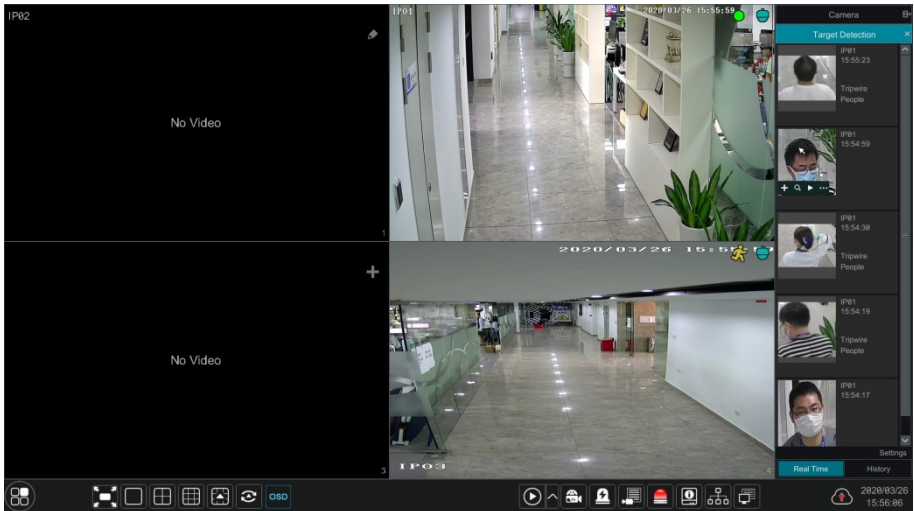 IP02
No Video
1
No Video
3
IP01
2020/03/26 15:55:59
2020/03/26
IP03
Camera
Target Detection
IP01
15:55:23
Tripwire
People
IP01
15:54:59
IP01
15:54:30
Tripwire
People
IP01
15:54:19
Tripwire
People
IP01
15:54:17
Settings
Real Time
History
OSD
2020/03/26
15:56:06